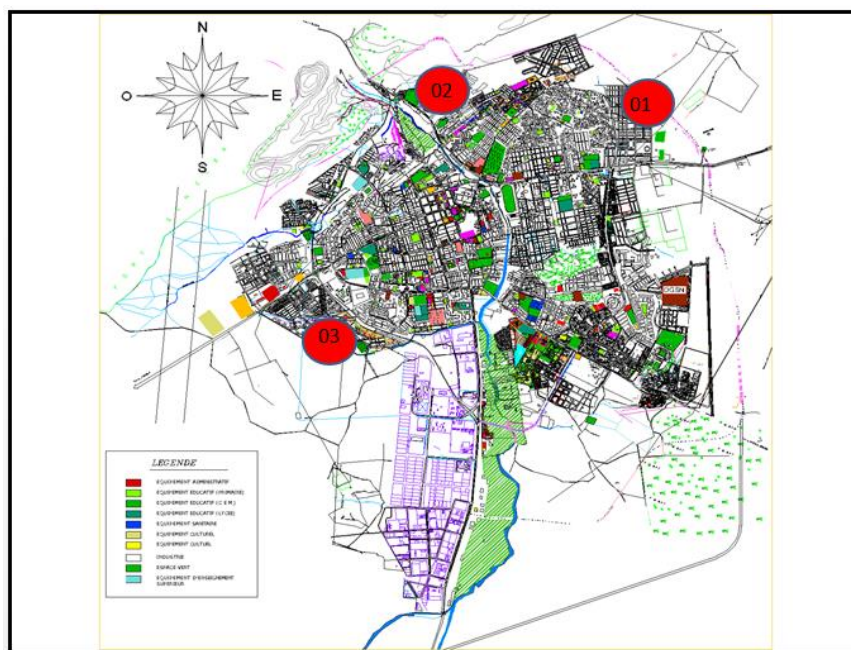 N
O
E
S
02
01
03
DGSN
LEGENDE
EQUIPEMENT ADMINISTRATIF
EQUIPEMENT EDUCATIF (PRIMAIRE)
EQUIPEMENT EDUCATIF (C E M)
EQUIPEMENT EDUCATIF (LYCEE)
EQUIPEMENT SANITAIRE
EQUIPEMENT CULTUREL
EQUIPEMENT CULTUEL
INDUSTRIE
ESPACE VERT
EQUIPEMENT D'ENSEIGNEMENT
SUPERIEUR